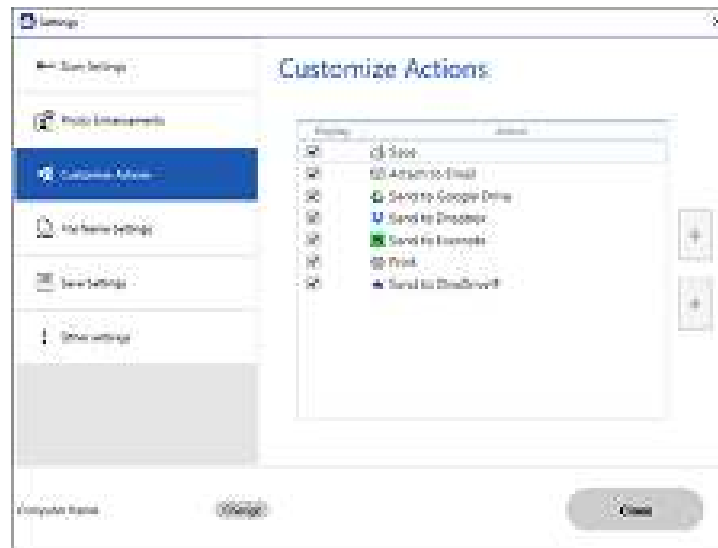 Settings
Scan Settings
Customize Actions
Photo Enhancements
Display Action
Save
Customize Actions
Attach to Email
Send to Google Drive
File Name Settings
Send to Dropbox
Send to Evernote
Print
Save Settings
Send to OneDrive®
Other settings
Computer Name
Change
Close